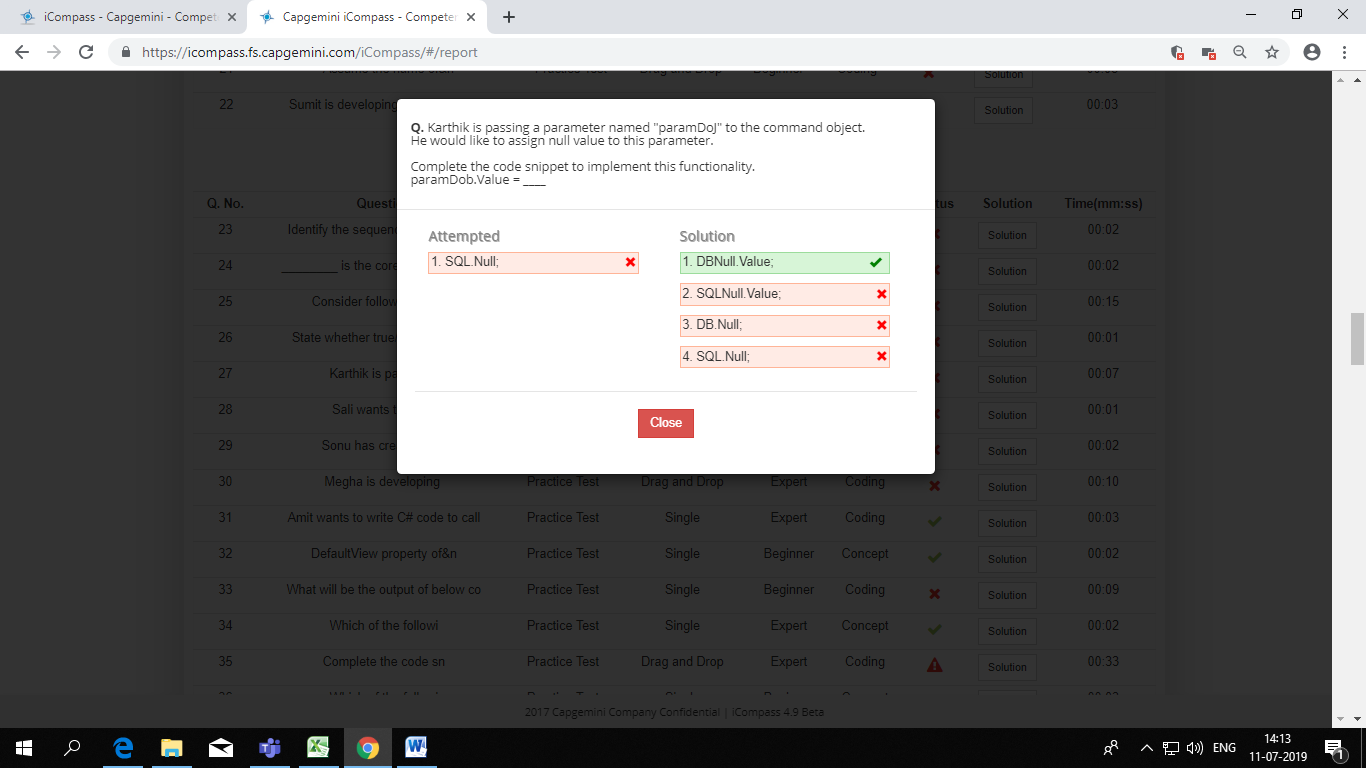 iCompass - Capgemini - Compet
Capgemini iCompass - Competer
https://icompass.fs.capgemini.com/iCompass/#/report
Solution
22 Sumit is developing Solution 00:03
Q. Karthik is passing a parameter named "paramDoJ" to the command object.
He would like to assign null value to this parameter.
Complete the code snippet to implement this functionality.
paramDob.Value = ____
Attempted
1. SQL.Null;
Solution
1. DBNull.Value;
2. SQLNull.Value;
3. DB.Null;
4. SQL.Null;
Close
Q. No. Questi tus Solution Time(mm:ss)
23 Identify the sequen Solution 00:02
24 ________ is the core Solution 00:02
25 Consider follow Solution 00:15
26 State whether true Solution 00:01
27 Karthik is pa Solution 00:07
28 Sali wants t Solution 00:01
29 Sonu has cre Solution 00:02
30 Megha is developing Practice Test Drag and Drop Expert Coding Solution 00:10
31 Amit wants to write C# code to call Practice Test Single Expert Coding Solution 00:03
32 DefaultView property of&n Practice Test Single Beginner Concept Solution 00:02
33 What will be the output of below co Practice Test Single Beginner Coding Solution 00:09
34 Which of the followi Practice Test Single Expert Concept Solution 00:02
35 Complete the code sn Practice Test Drag and Drop Expert Coding Solution 00:33
2017 Capgemini Company Confidential | iCompass 4.9 Beta
ENG
14:13
11-07-2019
1